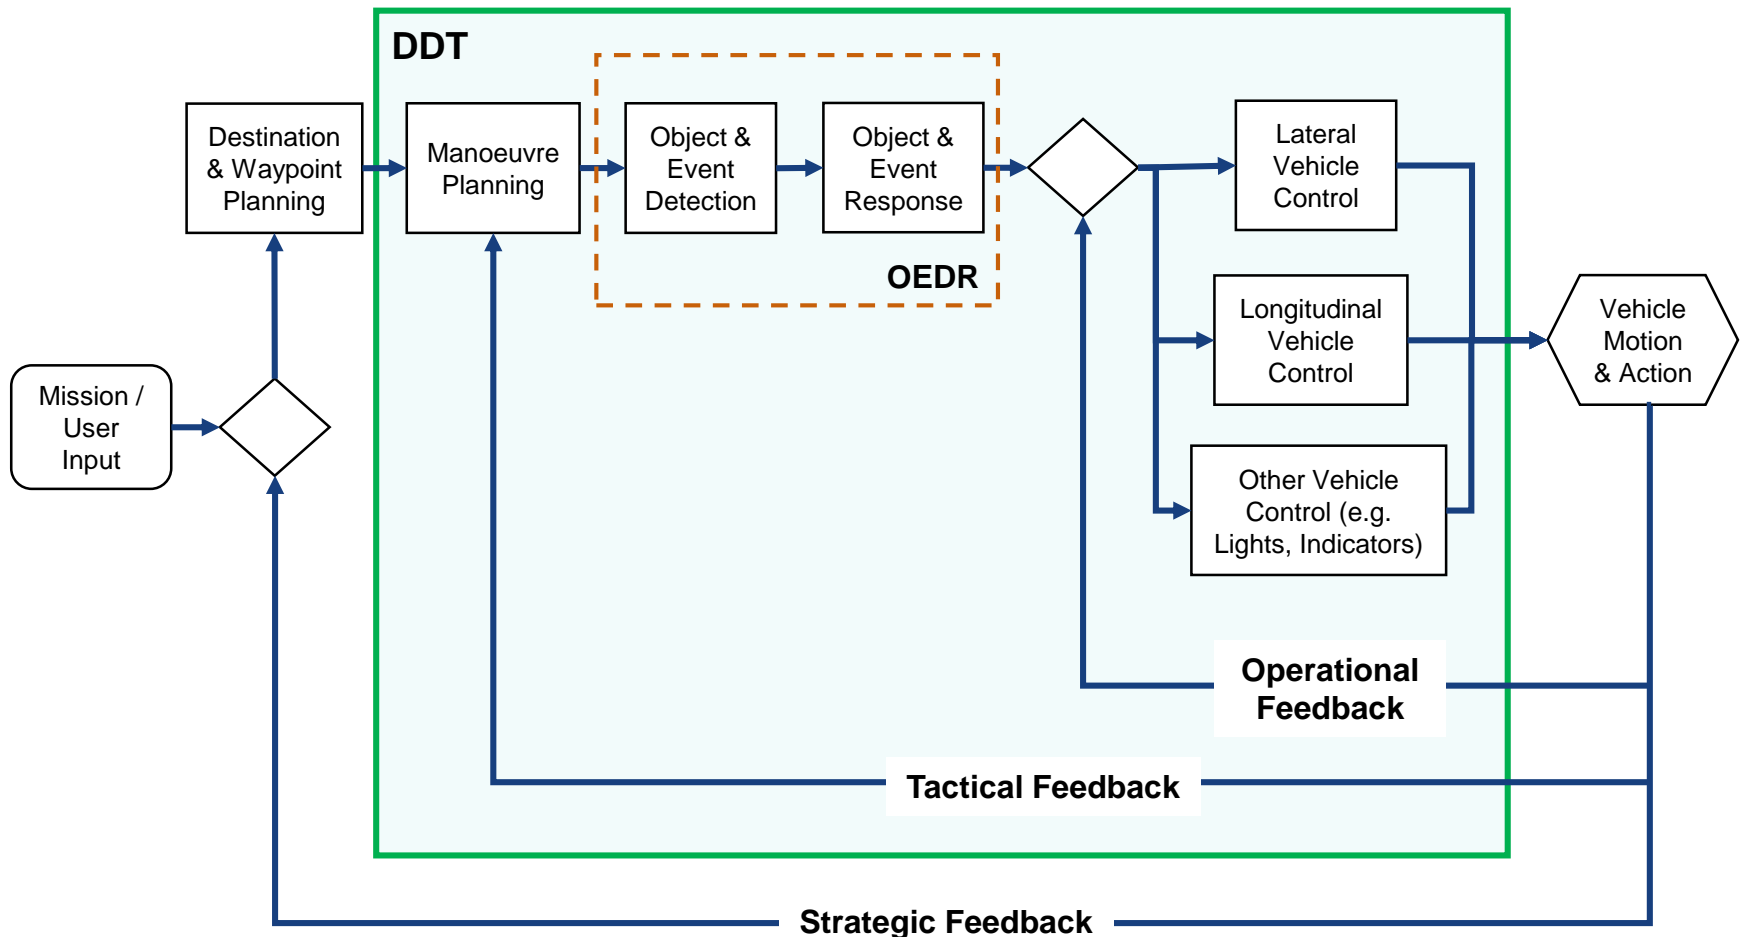 DDT
Destination
& Waypoint
Planning
Manoeuvre
Planning
Object &
Event
Detection
Object &
Event
Response
OEDR
Lateral
Vehicle
Control
Longitudinal
Vehicle
Control
Other Vehicle
Control (e.g.
Lights, Indicators)
Vehicle
Motion
& Action
Mission /
User
Input
Operational
Feedback
Tactical Feedback
Strategic Feedback